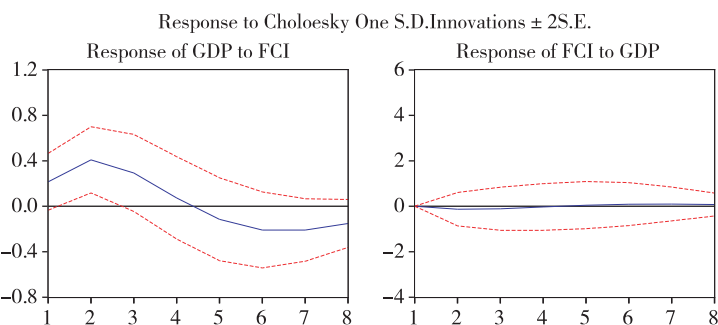 Response to Choloesky One S.D.Innovations ± 2S.E.
Response of GDP to FCI
1.2
0.8
0.4
0.0
−0.4
−0.8
1 2 3 4 5 6 7 8
Response of FCI to GDP
6
4
2
0
−2
−4
1 2 3 4 5 6 7 8